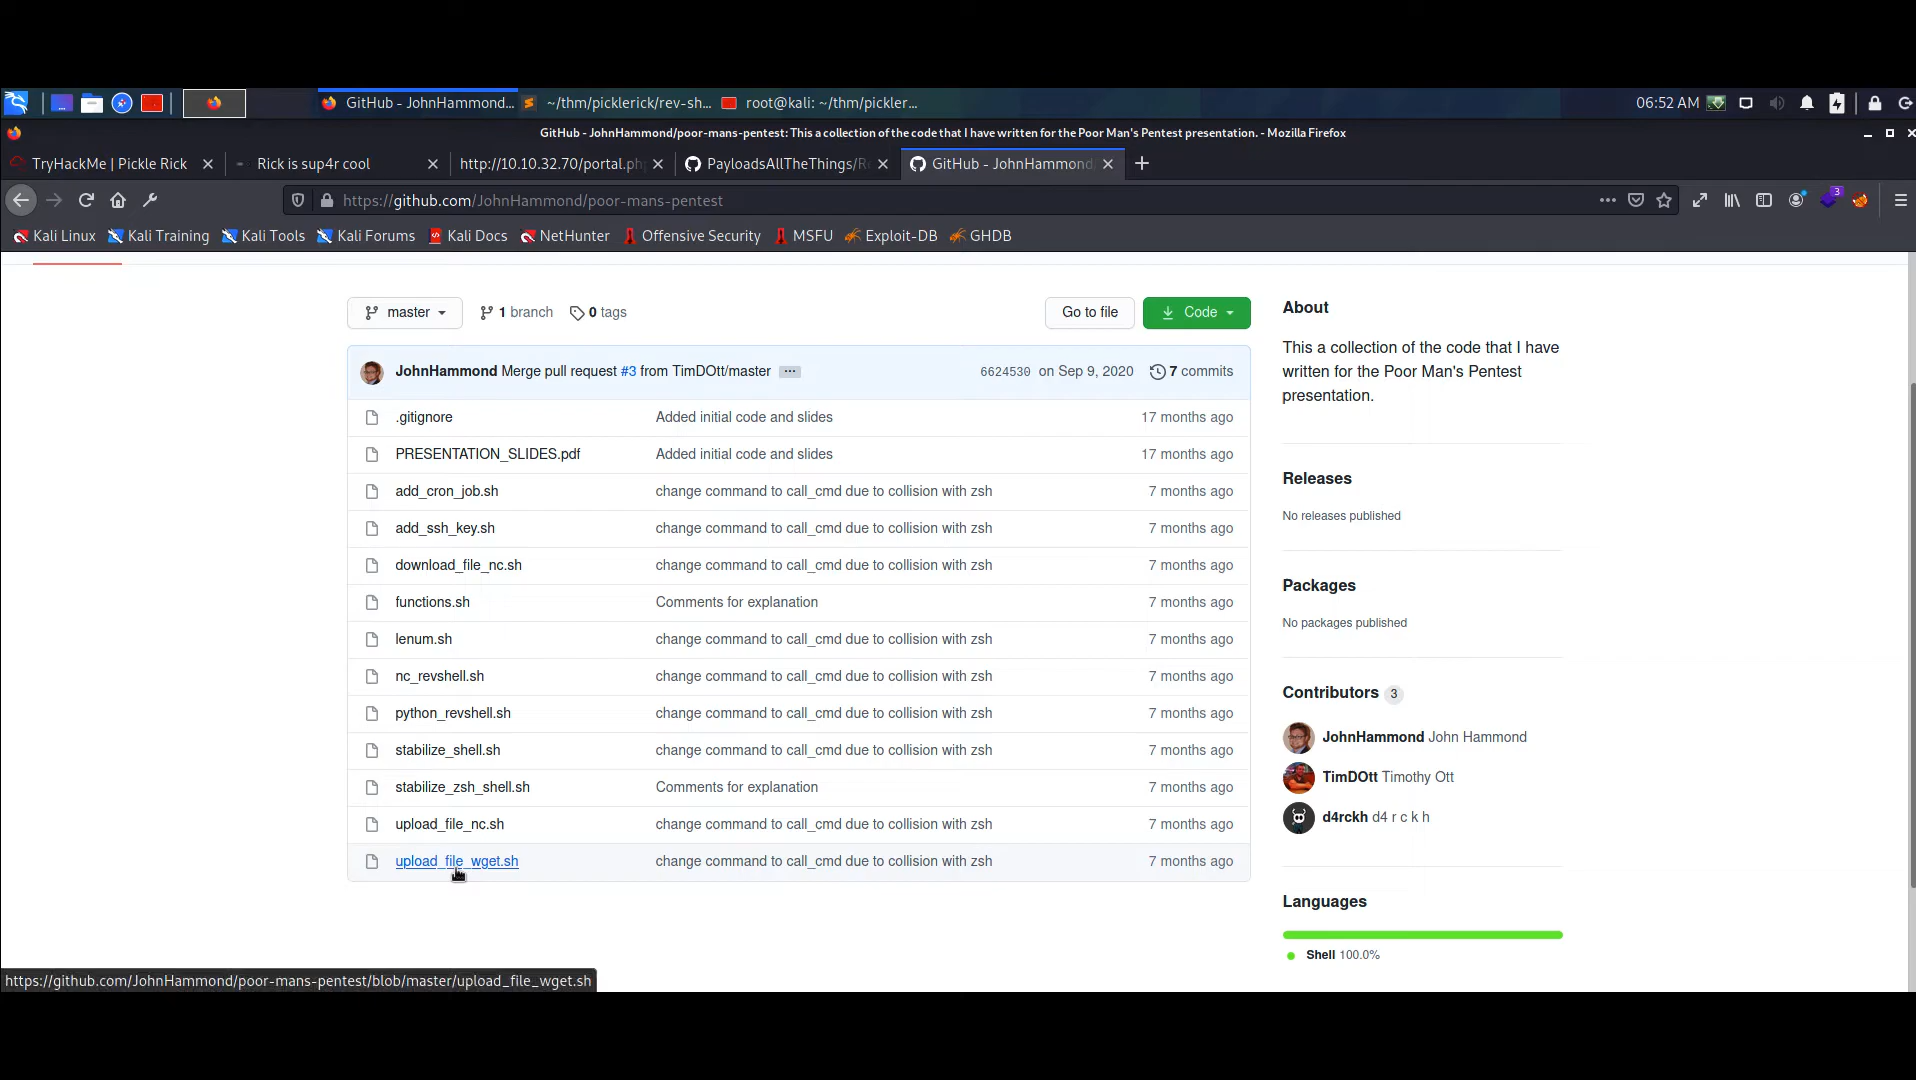 GitHub - JohnHammond... ~/thm/picklerick/rev-sh... root@kali: ~/thm/pickler... 06:52 AM
GitHub - JohnHammond/poor-mans-pentest: This a collection of the code that I have written for the Poor Man's Pentest presentation. - Mozilla Firefox
TryHackMe | Pickle Rick Rick is sup4r cool http://10.10.32.70/portal.ph PayloadsAllTheThings/R GitHub - JohnHammond
https://github.com/JohnHammond/poor-mans-pentest 3
Kali Linux Kali Training Kali Tools Kali Forums Kali Docs NetHunter Offensive Security MSFU Exploit-DB GHDB
master 1 branch 0 tags Go to file Code
JohnHammond Merge pull request #3 from TimDOtt/master ... 6624530 on Sep 9, 2020 7 commits
.gitignore Added initial code and slides 17 months ago
PRESENTATION_SLIDES.pdf Added initial code and slides 17 months ago
add_cron_job.sh change command to call_cmd due to collision with zsh 7 months ago
add_ssh_key.sh change command to call_cmd due to collision with zsh 7 months ago
download_file_nc.sh change command to call_cmd due to collision with zsh 7 months ago
functions.sh Comments for explanation 7 months ago
lenum.sh change command to call_cmd due to collision with zsh 7 months ago
nc_revshell.sh change command to call_cmd due to collision with zsh 7 months ago
python_revshell.sh change command to call_cmd due to collision with zsh 7 months ago
stabilize_shell.sh change command to call_cmd due to collision with zsh 7 months ago
stabilize_zsh_shell.sh Comments for explanation 7 months ago
upload_file_nc.sh change command to call_cmd due to collision with zsh 7 months ago
upload_file_wget.sh change command to call_cmd due to collision with zsh 7 months ago
About
This a collection of the code that I have
written for the Poor Man's Pentest
presentation.
Releases
No releases published
Packages
No packages published
Contributors 3
JohnHammond John Hammond
TimDOtt Timothy Ott
d4rckh d4 r c k h
Languages
Shell 100.0%
https://github.com/JohnHammond/poor-mans-pentest/blob/master/upload_file_wget.sh